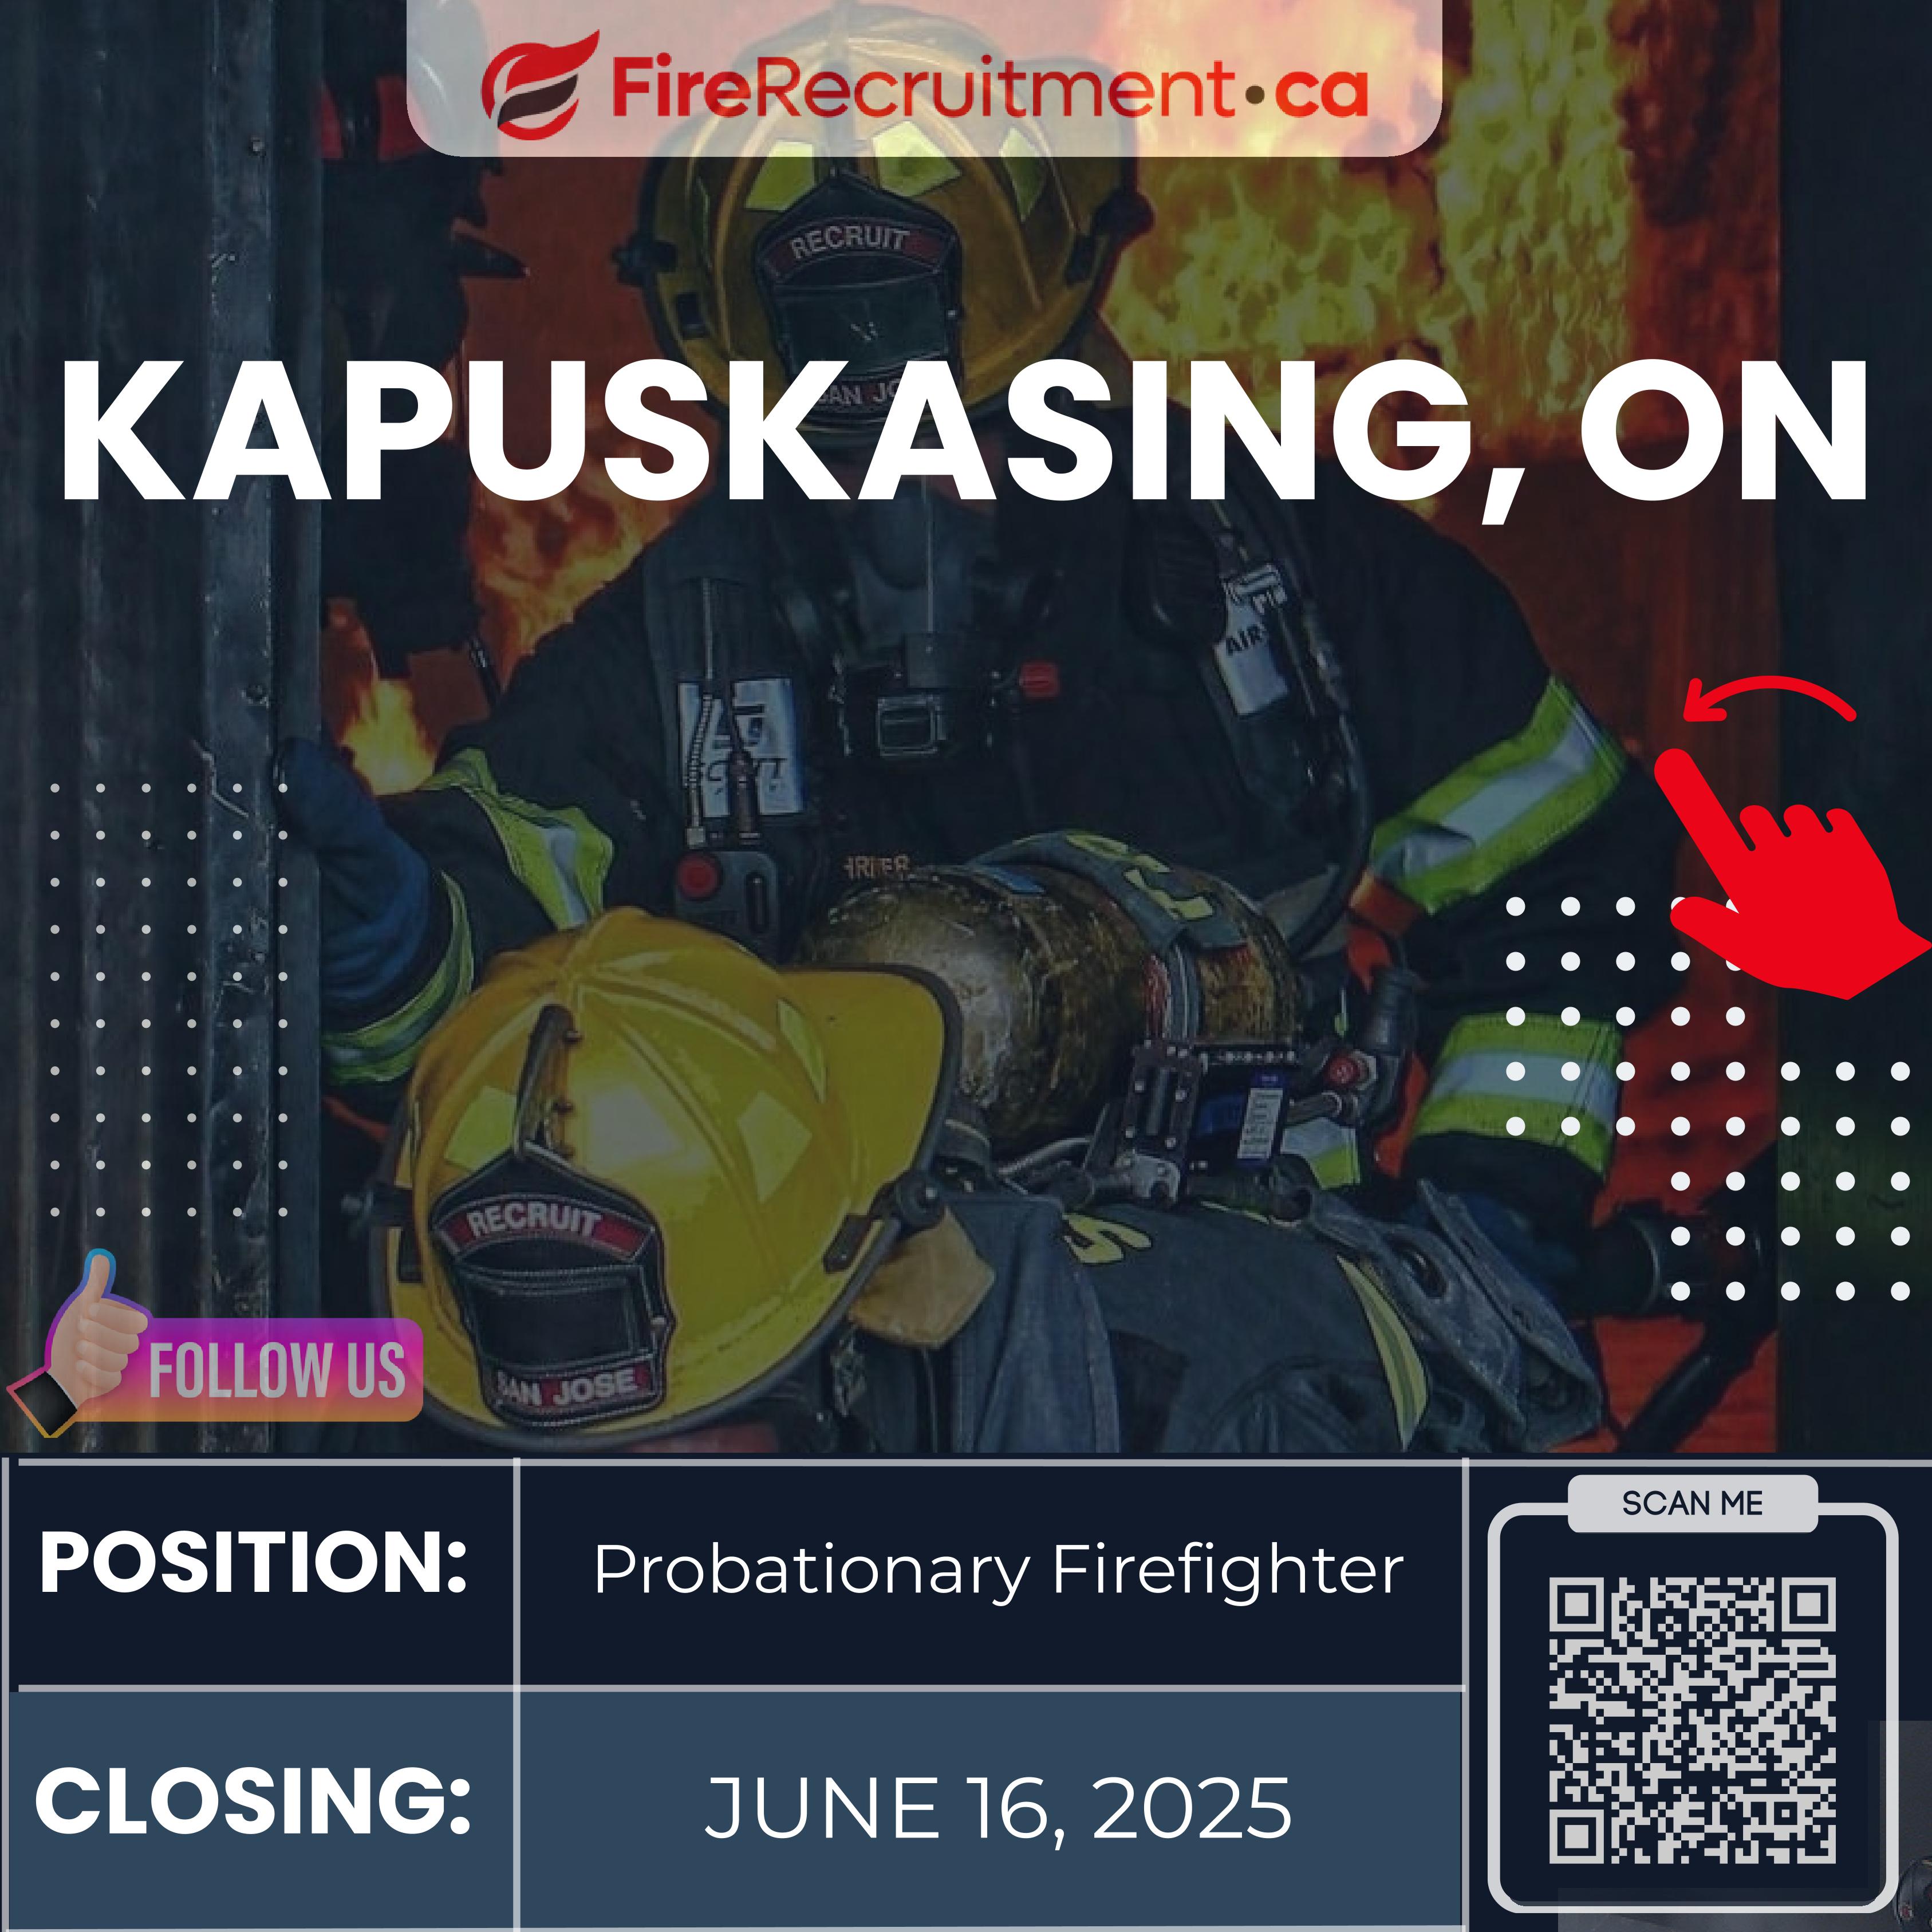 FireRecruitment.ca
RECRUIT
KAPUSKASING, ON
AIR
RECRUIT
SAN JOSE
FOLLOW US
POSITION:
Probationary Firefighter
SCAN ME
CLOSING:
JUNE 16, 2025